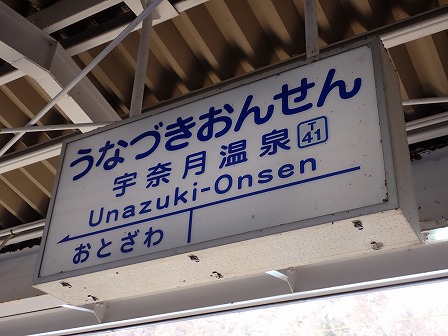 うなづきおんせん
宇奈月温泉 T 41
Unazuki-Onsen
おとざわ